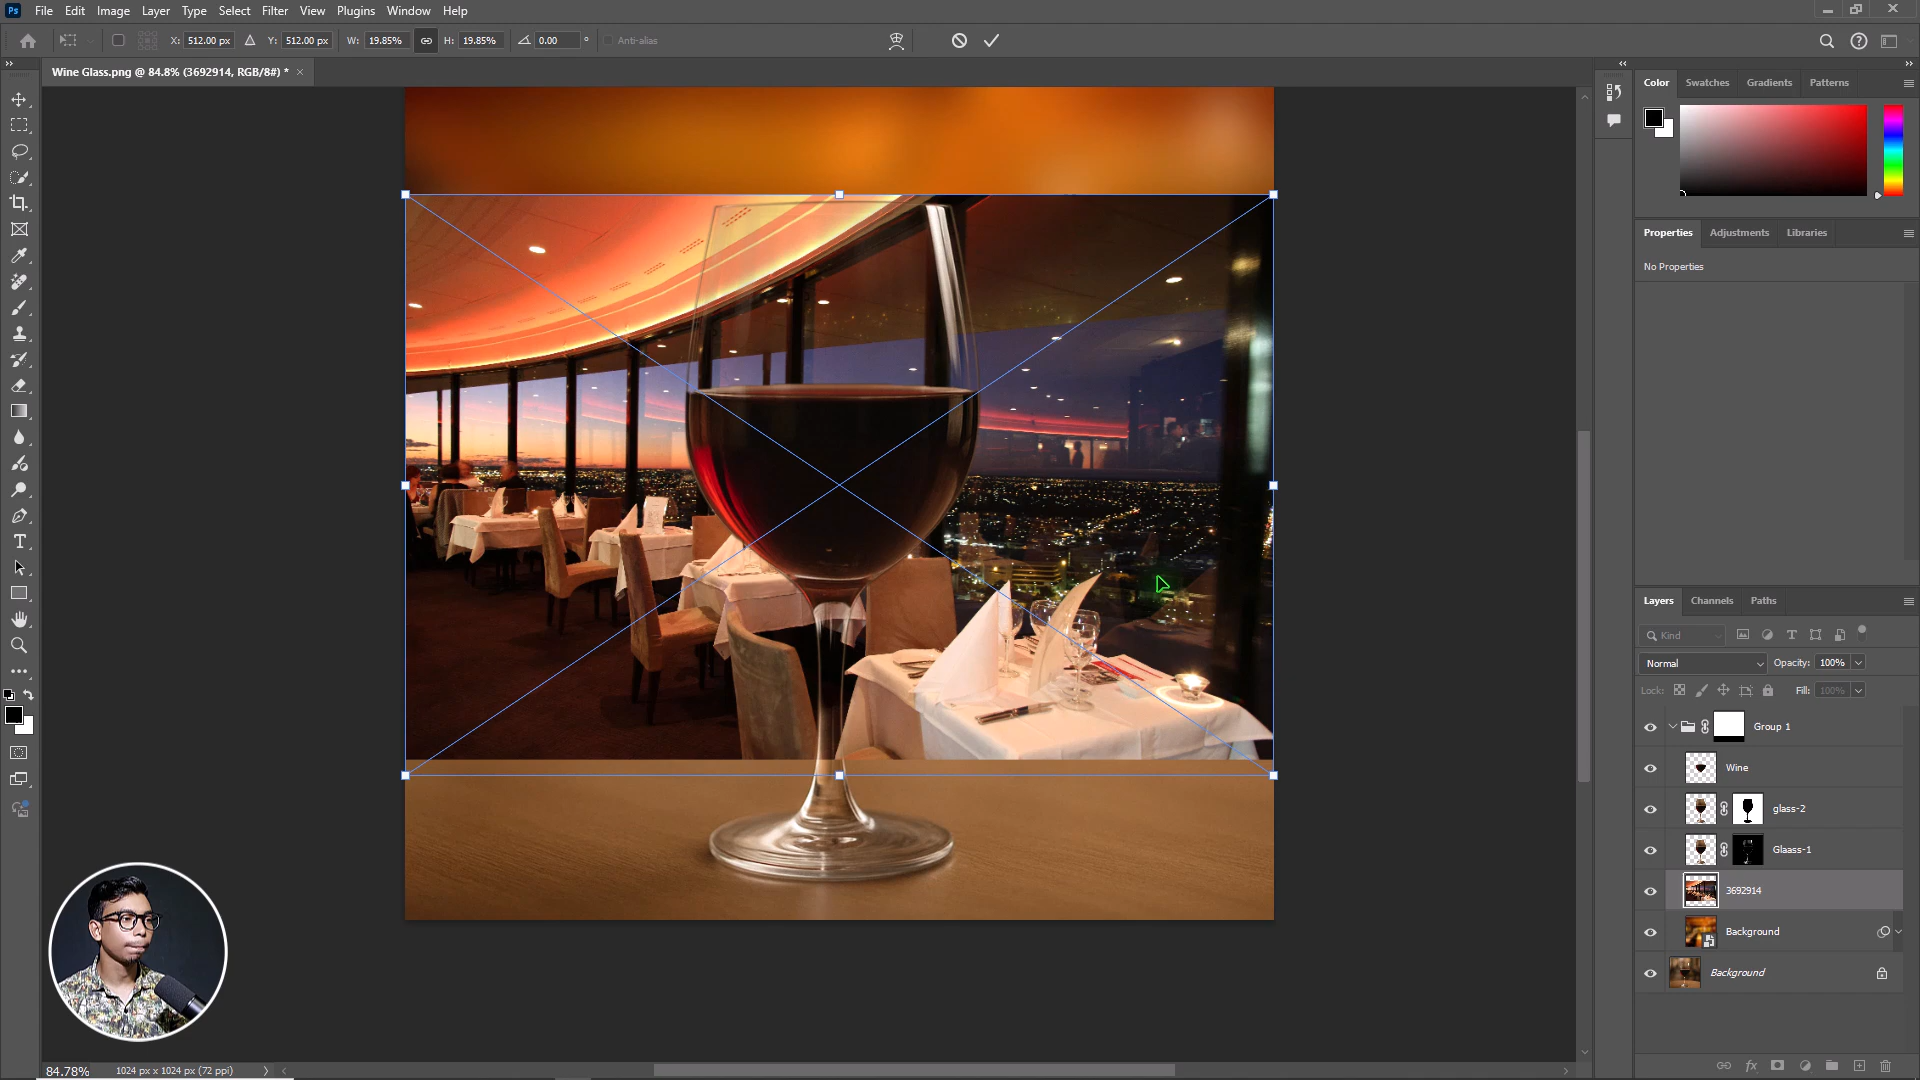 Ps File Edit Image Layer Type Select Filter View Plugins Window Help
X: 512.00 px Y: 512.00 px W: 19.85% H: 19.85% 0.00 ° Anti-alias
Wine Glass.png @ 84.8% (3692914, RGB/8#) * ×
Color Swatches Gradients Patterns
Properties Adjustments Libraries
No Properties
Layers Channels Paths
Kind
Normal Opacity: 100%
Lock: Fill: 100%
Group 1
Wine
glass-2
Glaass-1
3692914
Background
Background
84.78% 1024 px x 1024 px (72 ppi)